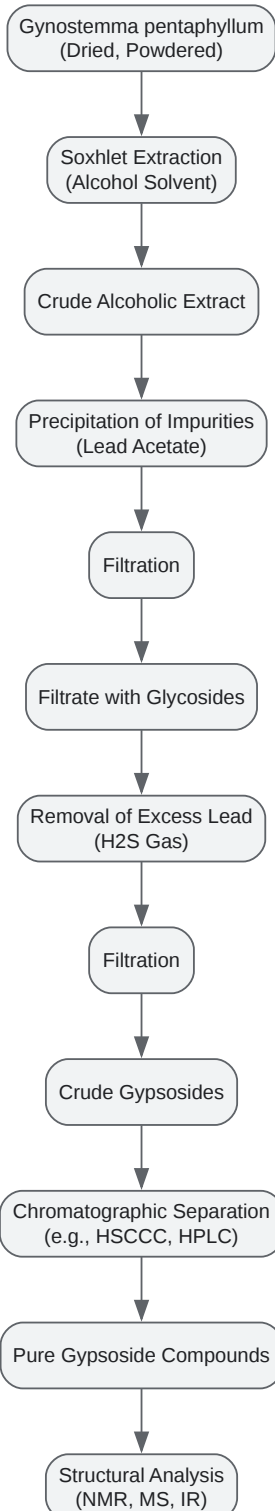 Gynostemma pentaphyllum
(Dried, Powdered)
Soxhlet Extraction
(Alcohol Solvent)
Crude Alcoholic Extract
Precipitation of Impurities
(Lead Acetate)
Filtration
Filtrate with Glycosides
Removal of Excess Lead
(H2S Gas)
Filtration
Crude Gypsosides
Chromatographic Separation
(e.g., HSCCC, HPLC)
Pure Gypsoside Compounds
Structural Analysis
(NMR, MS, IR)